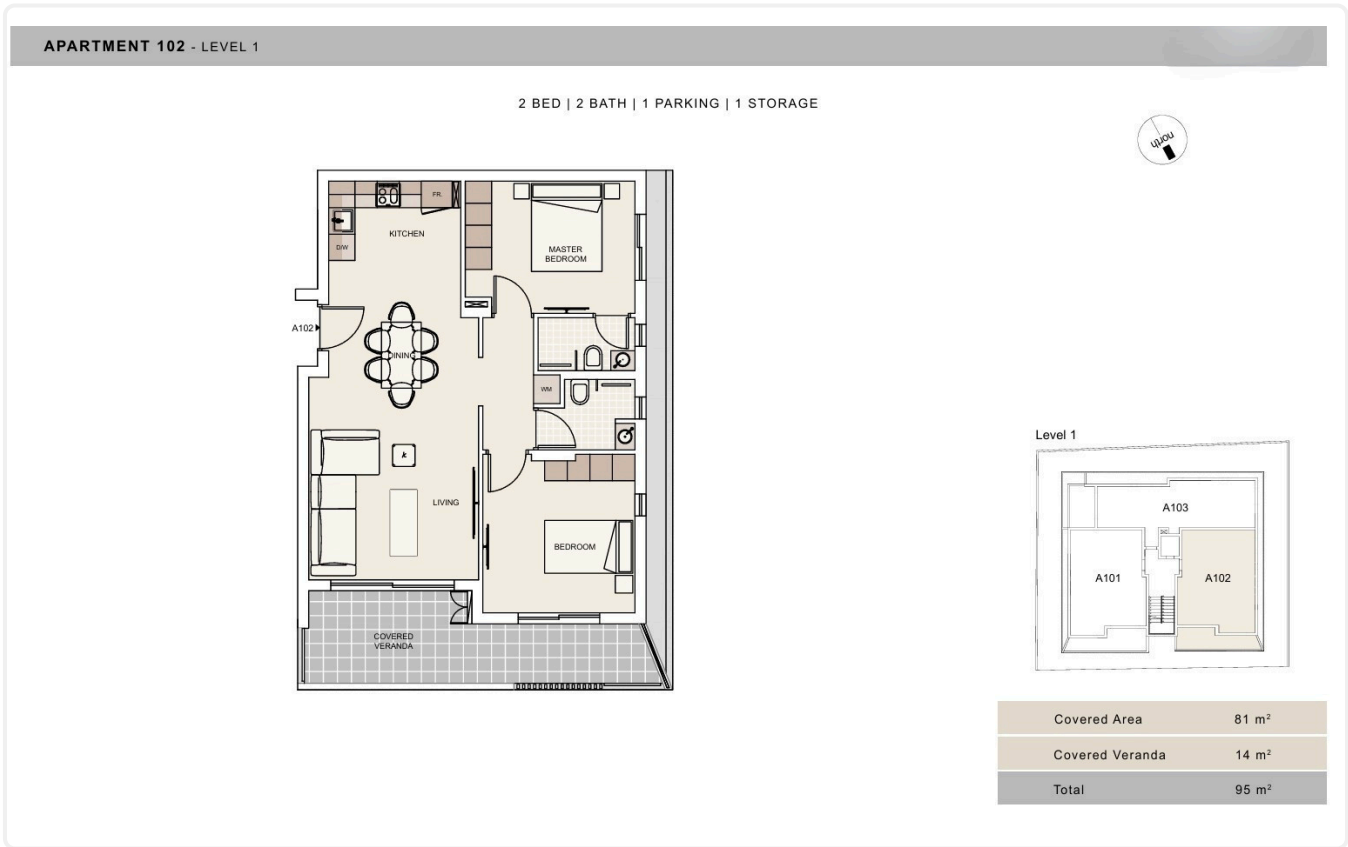 APARTMENT 102 - LEVEL 1
2 BED | 2 BATH | 1 PARKING | 1 STORAGE
north
FR.
KITCHEN
D/W
MASTER
BEDROOM
A102
DINING
WM
k
LIVING
BEDROOM
COVERED
VERANDA
Level 1
A103
A101
A102
Covered Area 81 m²
Covered Veranda 14 m²
Total 95 m²